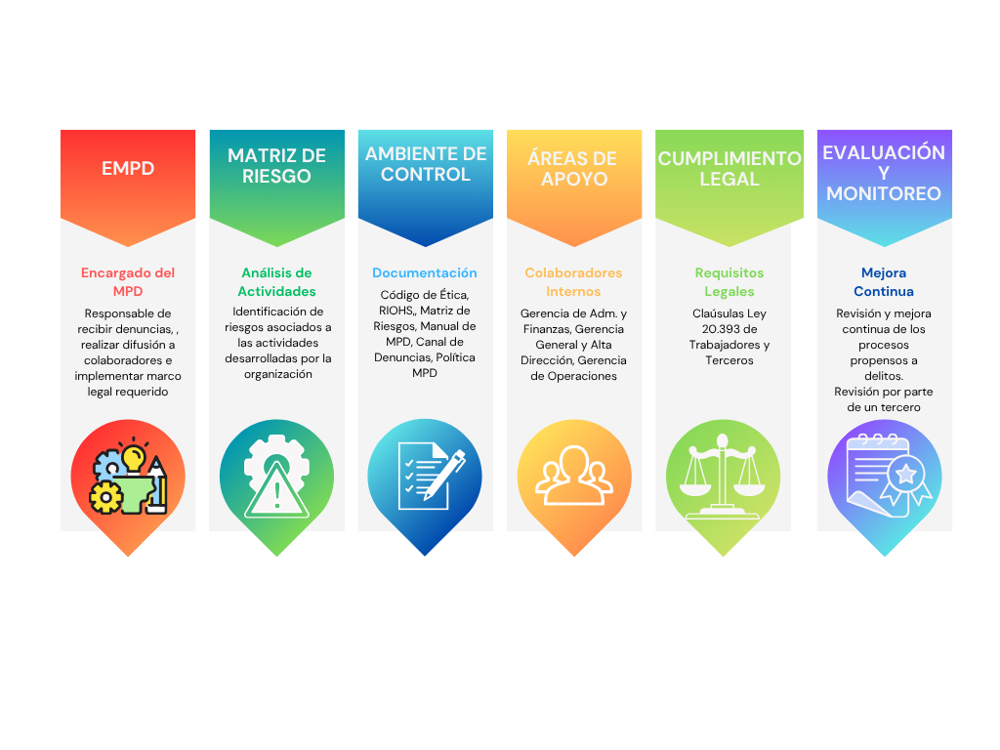 EMPD
Encargado del
MPD
Responsable de
recibir denuncias, ,
realizar difusión a
colaboradores e
implementar marco
legal requerido
MATRIZ DE
RIESGO
Análisis de
Actividades
Identificación de
riesgos asociados a
las actividades
desarrolladas por la
organización
AMBIENTE DE
CONTROL
Documentación
Código de Ética,
RIOHS,, Matriz de
Riesgos, Manual de
MPD, Canal de
Denuncias, Política
MPD
ÁREAS DE
APOYO
Colaboradores
Internos
Gerencia de Adm. y
Finanzas, Gerencia
General y Alta
Dirección, Gerencia
de Operaciones
CUMPLIMIENTO
LEGAL
Requisitos
Legales
Claúsulas Ley
20.393 de
Trabajadores y
Terceros
EVALUACIÓN
Y
MONITOREO
Mejora
Continua
Revisión y mejora
continua de los
procesos
propensos a
delitos.
Revisión por parte
de un tercero